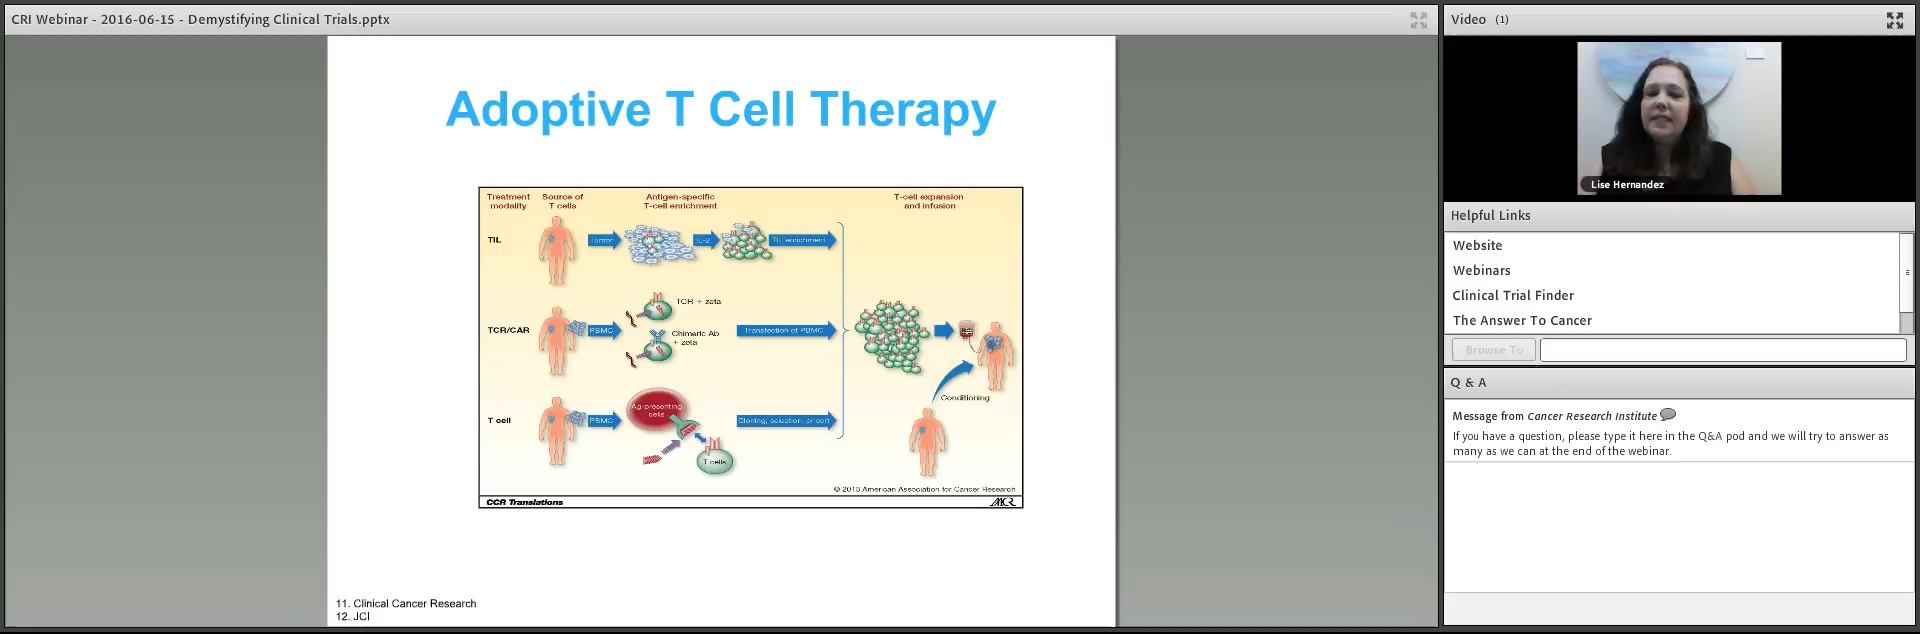 CRI Webinar - 2016-06-15 - Demystifying Clinical Trials.pptx
Adoptive T Cell Therapy
Treatment modality
Source of T cells
Antigen-specific T-cell enrichment
T-cell expansion and infusion
TIL
Tumor
IL-2
TIL enrichment
TCR/CAR
PBMC
TCR + zeta
Chimeric Ab + zeta
Transfection of PBMC
T cell
PBMC
Ag-presenting cells
T cells
Cloning, selection, or sort
Conditioning
© 2013 American Association for Cancer Research
CCR Translations
AACR
11. Clinical Cancer Research
12. JCI
Video (1)
Lise Hernandez
Helpful Links
Website
Webinars
Clinical Trial Finder
The Answer To Cancer
Browse To
Q & A
Message from Cancer Research Institute
If you have a question, please type it here in the Q&A pod and we will try to answer as
many as we can at the end of the webinar.